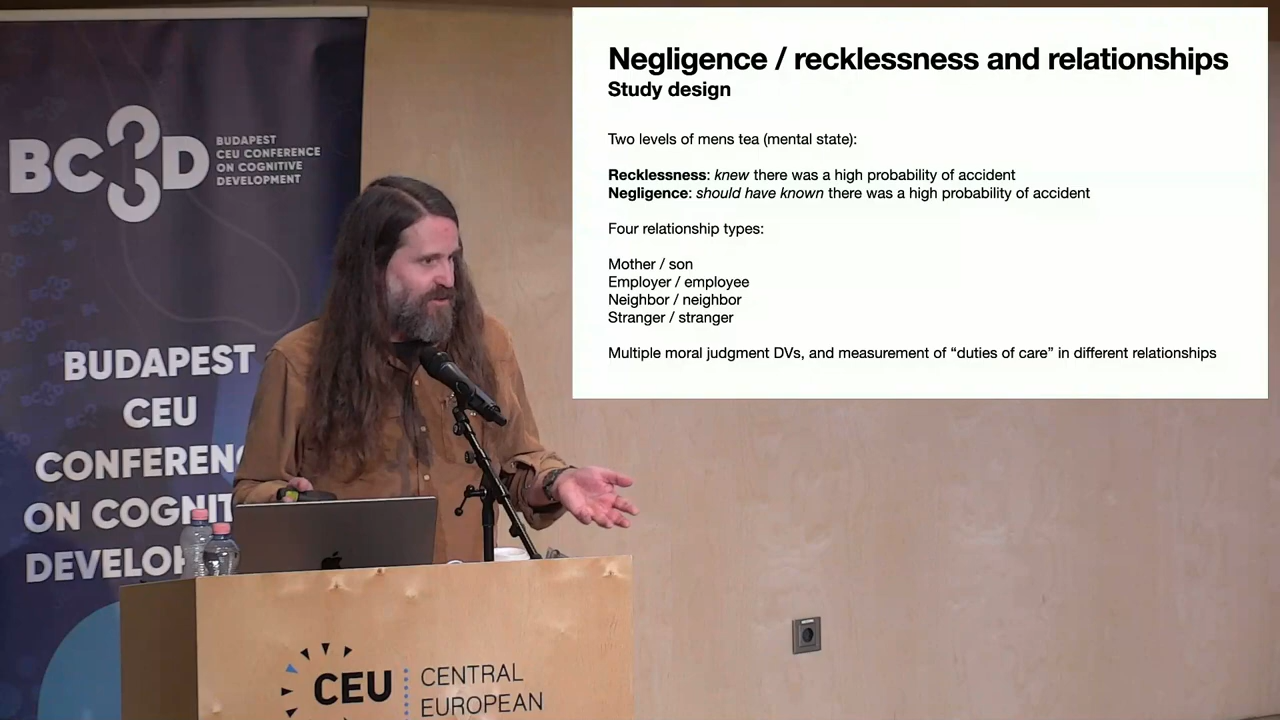 BC3D
BUDAPEST
CEU CONFERENCE
ON COGNITIVE
DEVELOPMENT
BUDAPEST
CEU
CONFEREN
ON COGNIT
DEVELOP
Negligence / recklessness and relationships
Study design
Two levels of mens tea (mental state):
Recklessness: knew there was a high probability of accident
Negligence: should have known there was a high probability of accident
Four relationship types:
Mother / son
Employer / employee
Neighbor / neighbor
Stranger / stranger
Multiple moral judgment DVs, and measurement of “duties of care” in different relationships
CEU
CENTRAL
EUROPEAN